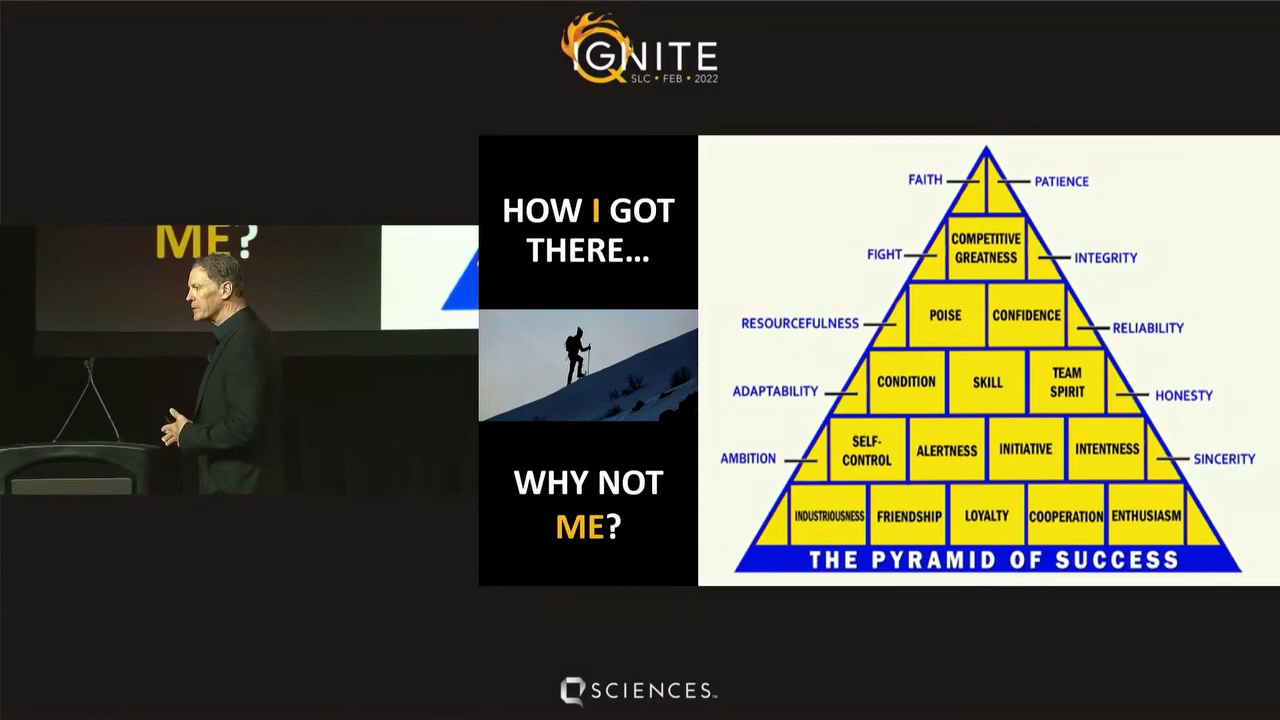 IGNITE
SLC • FEB • 2022
ME?
HOW I GOT
THERE...
WHY NOT
ME?
FAITH
PATIENCE
COMPETITIVE
GREATNESS
FIGHT
INTEGRITY
POISE
CONFIDENCE
RESOURCEFULNESS
RELIABILITY
CONDITION
SKILL
TEAM
SPIRIT
ADAPTABILITY
HONESTY
SELF-
CONTROL
ALERTNESS
INITIATIVE
INTENTNESS
AMBITION
SINCERITY
INDUSTRIOUSNESS
FRIENDSHIP
LOYALTY
COOPERATION
ENTHUSIASM
THE PYRAMID OF SUCCESS
Q SCIENCES